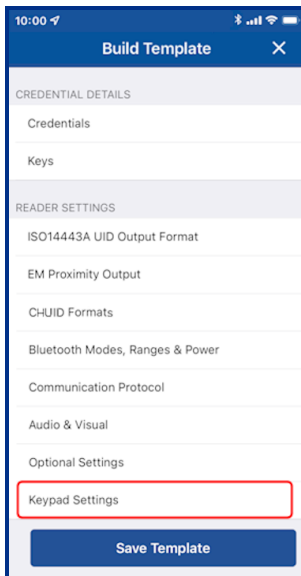 10:00
Build Template
CREDENTIAL DETAILS
Credentials
Keys
READER SETTINGS
ISO14443A UID Output Format
EM Proximity Output
CHUID Formats
Bluetooth Modes, Ranges & Power
Communication Protocol
Audio & Visual
Optional Settings
Keypad Settings
Save Template